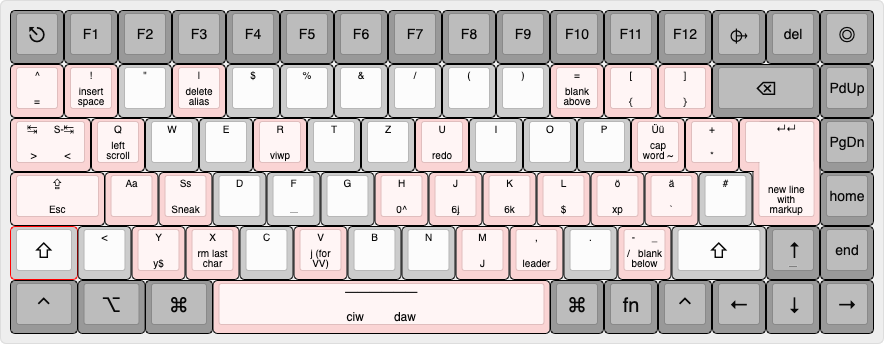 F1 F2 F3 F4 F5 F6 F7 F8 F9 F10 F11 F12 del
^ ! " | $ % & / ( ) = [ ]
insert space delete alias blank above
= { } PdUp
S- Q W E R T Z U I O P Üü +
left scroll viwp redo cap word ~
> < * PgDn
Aa Ss D F G H J K L ö ä #
Esc Sneak _ 0^ 6j 6k $ xp ` new line with markup home
< Y X C V B N M , . - _
y$ rm last char j (for VV) J leader / blank below end
^ ⌥ ⌘ ⌘ fn ^ ← ↓ →
ciw daw